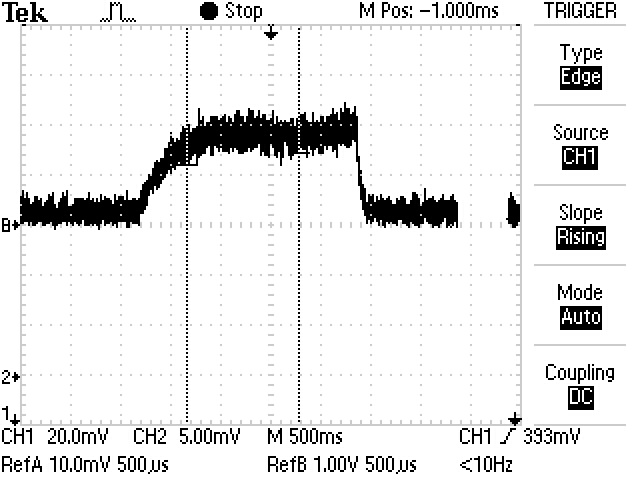 Tek Stop M Pos: -1.000ms TRIGGER
Type
Edge
Source
CH1
Slope
Rising
Mode
Auto
Coupling
DC
B
2
1
CH1 20.0mV CH2 5.00mV M 500ms CH1 393mV
RefA 10.0mV 500µs RefB 1.00V 500µs <10Hz